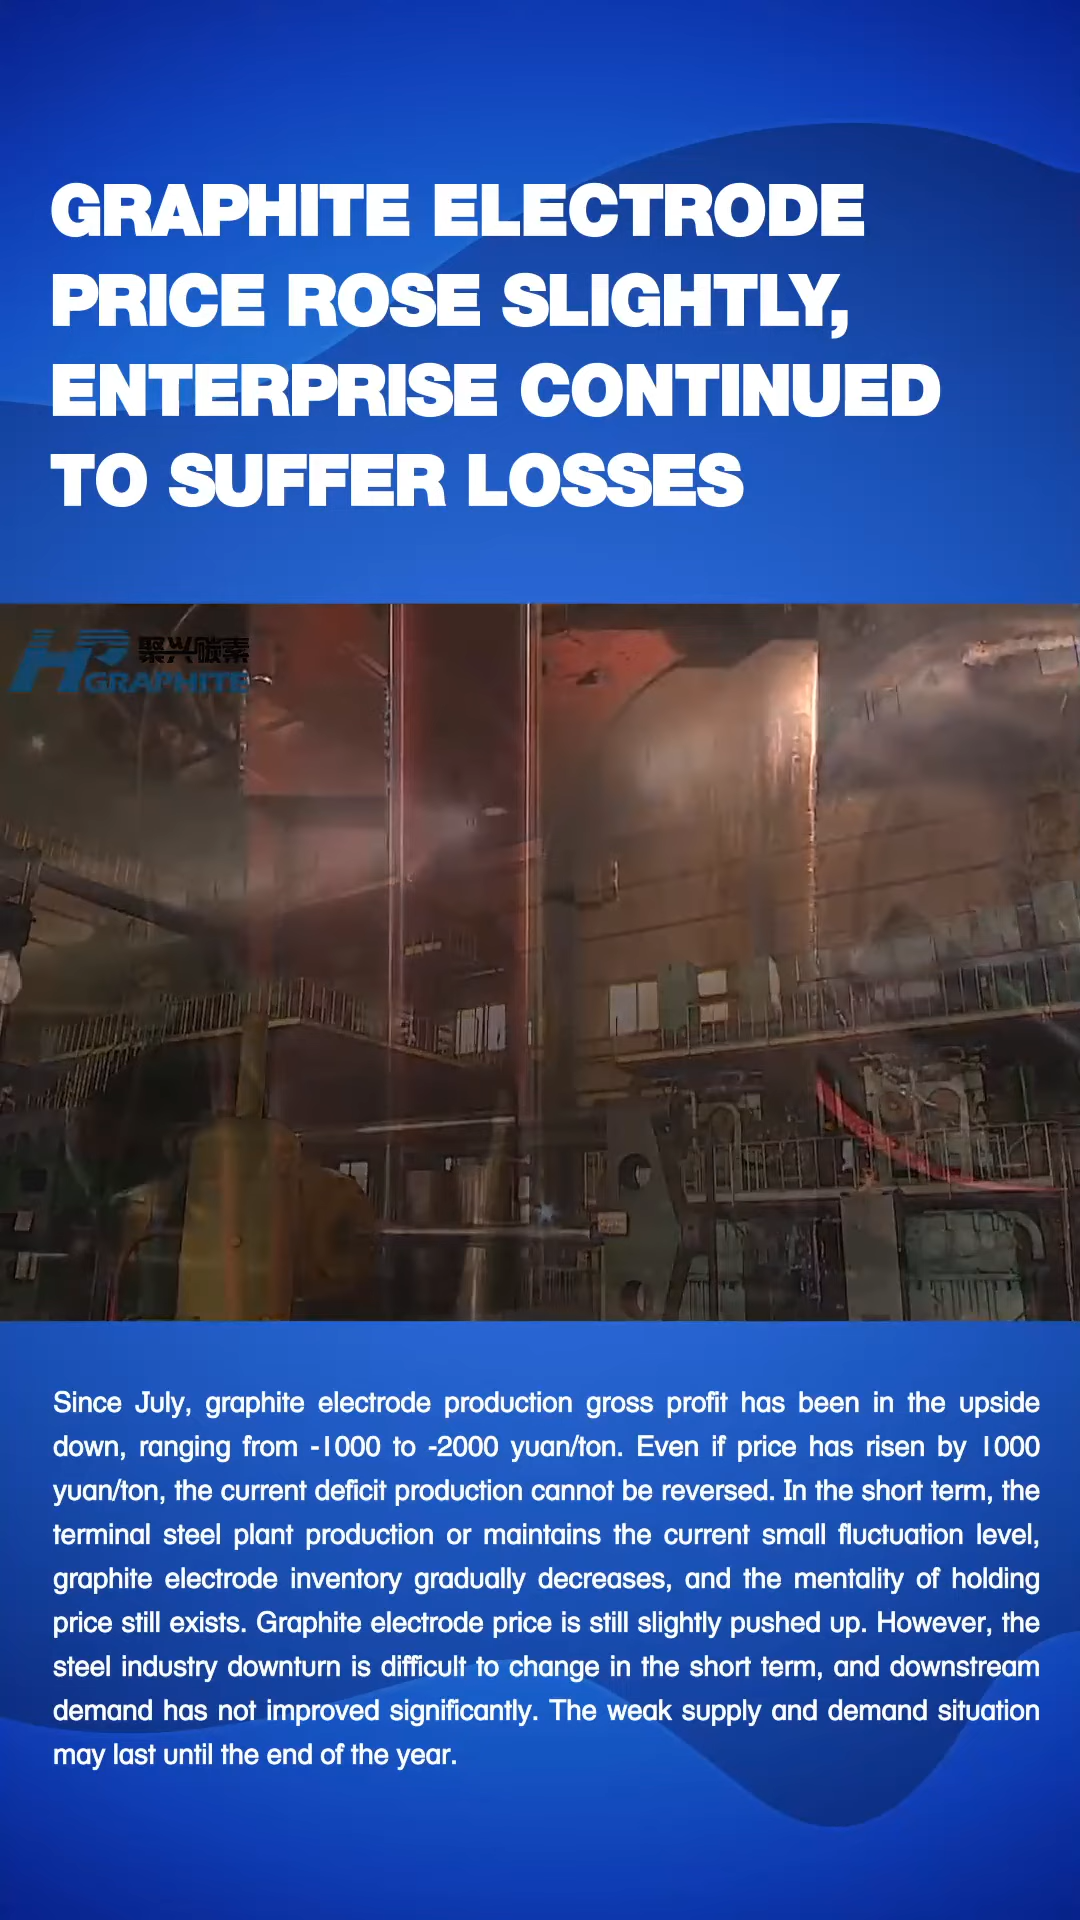 GRAPHITE ELECTRODE
PRICE ROSE SLIGHTLY,
ENTERPRISE CONTINUED
TO SUFFER LOSSES
聚兴碳素
GRAPHITE
Since July, graphite electrode production gross profit has been in the upside
down, ranging from -1000 to -2000 yuan/ton. Even if price has risen by 1000
yuan/ton, the current deficit production cannot be reversed. In the short term, the
terminal steel plant production or maintains the current small fluctuation level,
graphite electrode inventory gradually decreases, and the mentality of holding
price still exists. Graphite electrode price is still slightly pushed up. However, the
steel industry downturn is difficult to change in the short term, and downstream
demand has not improved significantly. The weak supply and demand situation
may last until the end of the year.